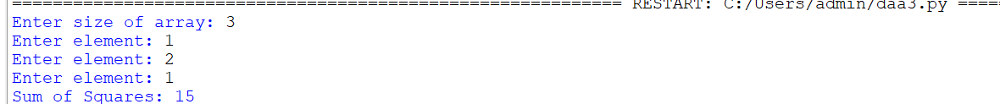 ============================================================ RESTART: C:/Users/admin/daa3.py =====
Enter size of array: 3
Enter element: 1
Enter element: 2
Enter element: 1
Sum of Squares: 15